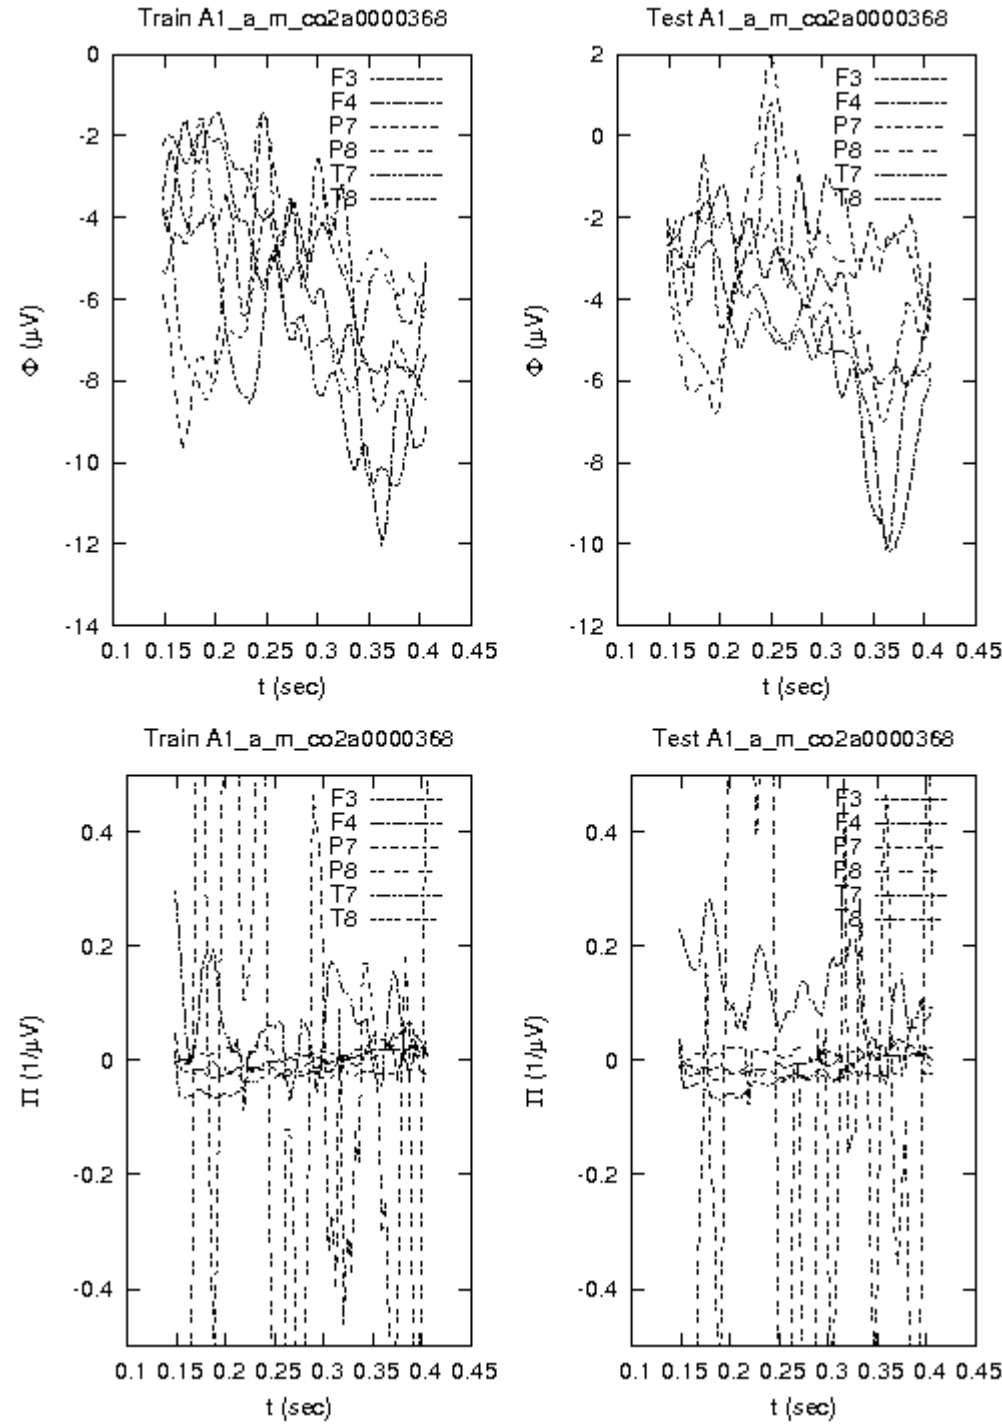 Train A1_a_m_co2a0000368
0
-2
-4
-6
-8
-10
-12
-14
Φ (μV)
F3
F4
P7
P8
T7
T8
0.1 0.15 0.2 0.25 0.3 0.35 0.4 0.45
t (sec)
Test A1_a_m_co2a0000368
2
0
-2
-4
-6
-8
-10
-12
Φ (μV)
F3
F4
P7
P8
T7
T8
0.1 0.15 0.2 0.25 0.3 0.35 0.4 0.45
t (sec)
Train A1_a_m_co2a0000368
0.4
0.2
0
-0.2
-0.4
Π (1/μV)
F3
F4
P7
P8
T7
T8
0.1 0.15 0.2 0.25 0.3 0.35 0.4 0.45
t (sec)
Test A1_a_m_co2a0000368
0.4
0.2
0
-0.2
-0.4
Π (1/μV)
F3
F4
P7
P8
T7
T8
0.1 0.15 0.2 0.25 0.3 0.35 0.4 0.45
t (sec)